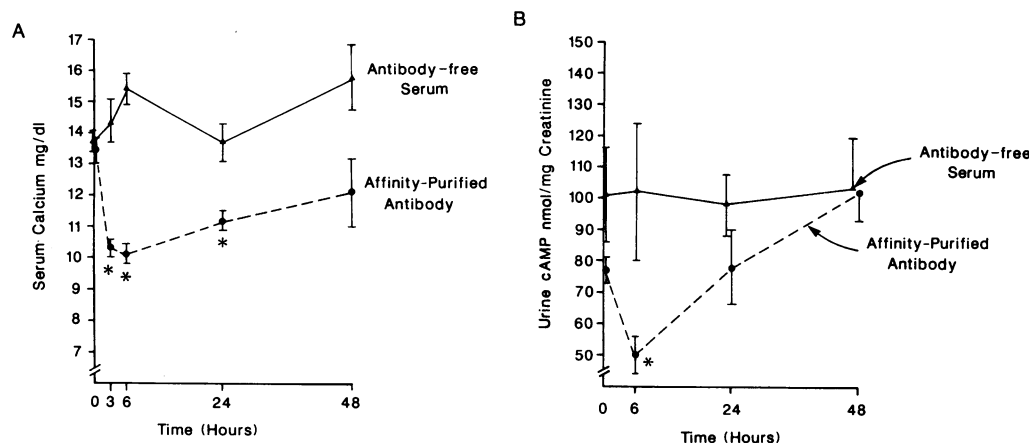 A
17
16
15
14
13
12
11
10
9
8
7
Serum Calcium mg/dl
0 3 6 24 48
Time (Hours)
Antibody-free
Serum
Affinity-Purified
Antibody
*
*
*
B
150
140
130
120
110
100
90
80
70
60
50
Urine cAMP nmol/mg Creatinine
0 6 24 48
Time (Hours)
Antibody-free
Serum
Affinity-Purified
Antibody
*